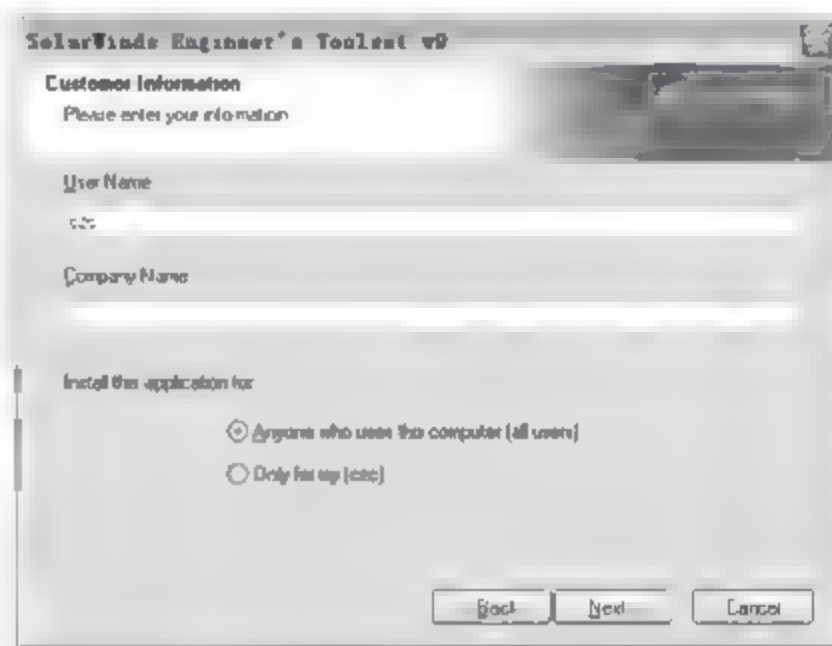 SolarWinds Engineer's Toolset v9
Customer Information
Please enter your information
User Name
Company Name
Install this application for
Anyone who uses this computer (all users)
Only for me
Back Next Cancel